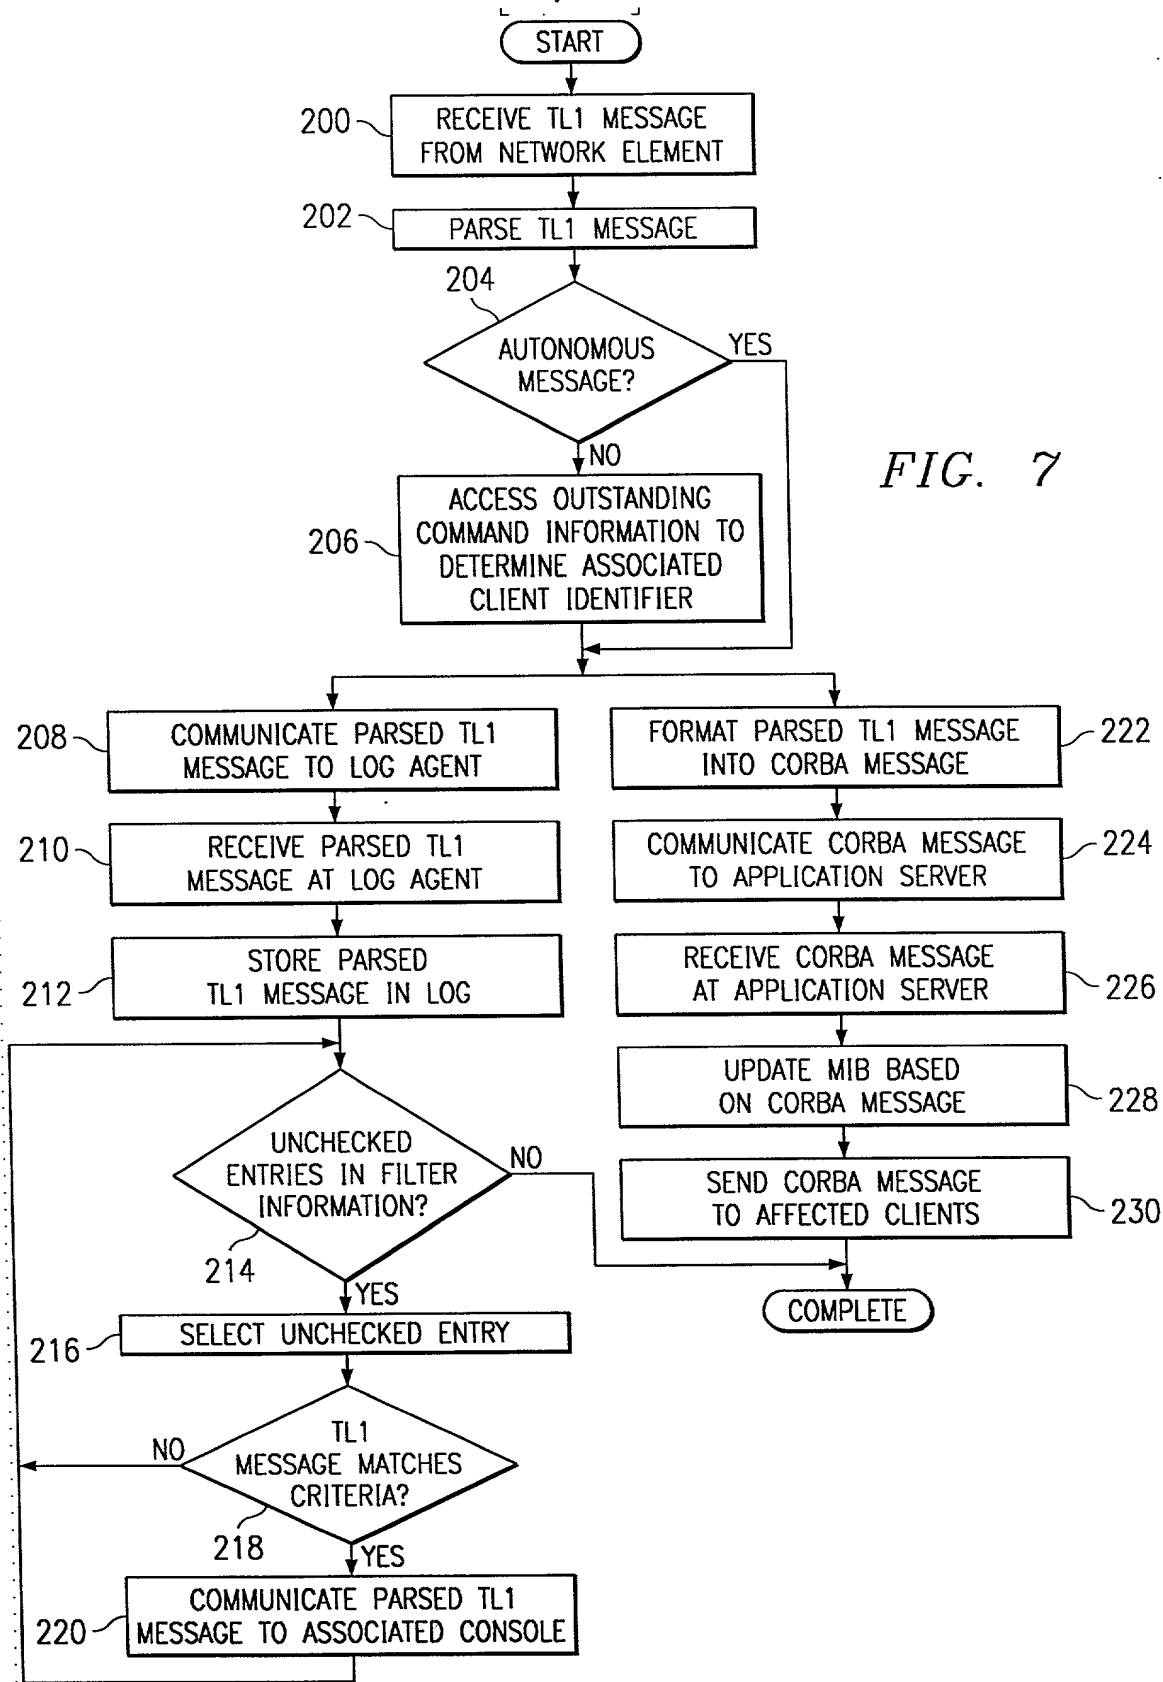 START
200
RECEIVE TL1 MESSAGE
FROM NETWORK ELEMENT
202
PARSE TL1 MESSAGE
204
AUTONOMOUS
MESSAGE?
YES
NO
FIG. 7
206
ACCESS OUTSTANDING
COMMAND INFORMATION TO
DETERMINE ASSOCIATED
CLIENT IDENTIFIER
208
COMMUNICATE PARSED TL1
MESSAGE TO LOG AGENT
210
RECEIVE PARSED TL1
MESSAGE AT LOG AGENT
212
STORE PARSED
TL1 MESSAGE IN LOG
UNCHECKED
ENTRIES IN FILTER
INFORMATION?
NO
214
YES
216
SELECT UNCHECKED ENTRY
TL1
MESSAGE MATCHES
CRITERIA?
NO
218
YES
220
COMMUNICATE PARSED TL1
MESSAGE TO ASSOCIATED CONSOLE
FORMAT PARSED TL1 MESSAGE
INTO CORBA MESSAGE
222
COMMUNICATE CORBA MESSAGE
TO APPLICATION SERVER
224
RECEIVE CORBA MESSAGE
AT APPLICATION SERVER
226
UPDATE MIB BASED
ON CORBA MESSAGE
228
SEND CORBA MESSAGE
TO AFFECTED CLIENTS
230
COMPLETE